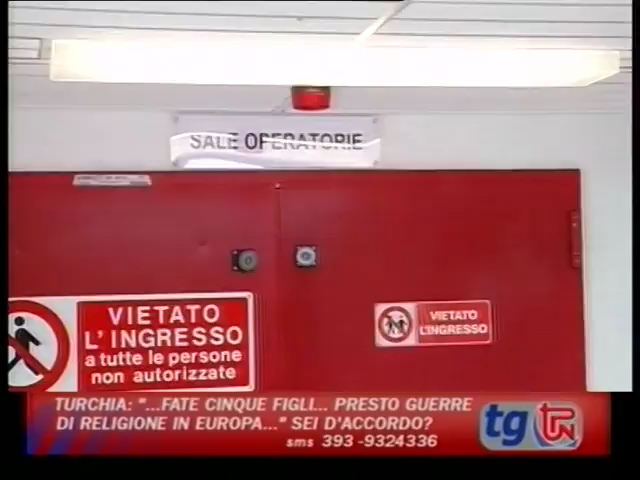 SALE OPERATORIE
VIETATO
L'INGRESSO
a tutte le persone
non autorizzate
VIETATO
L'INGRESSO
TURCHIA: "...FATE CINQUE FIGLI... PRESTO GUERRE
DI RELIGIONE IN EUROPA..." SEI D'ACCORDO?
sms 393 -9324336
tg